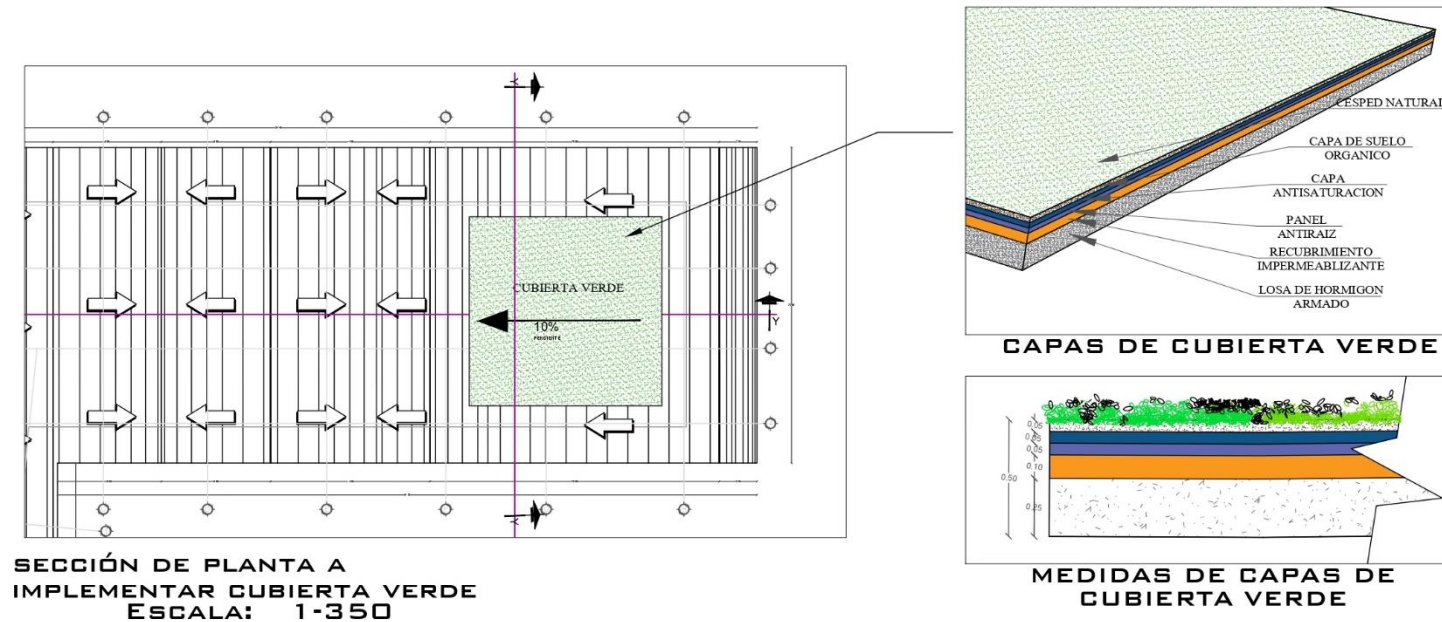 CUBIERTA VERDE
10%
Y
Y
Y
SECCIÓN DE PLANTA A
IMPLEMENTAR CUBIERTA VERDE
ESCALA: 1-350
CESPED NATURAL
CAPA DE SUELO
ORGANICO
CAPA
ANTISATURACION
PANEL
ANTIRAIZ
RECUBRIMIENTO
IMPERMEABLIZANTE
LOSA DE HORMIGON
ARMADO
CAPAS DE CUBIERTA VERDE
0.05
0.05
0.05
0.10
0.50
0.25
MEDIDAS DE CAPAS DE
CUBIERTA VERDE